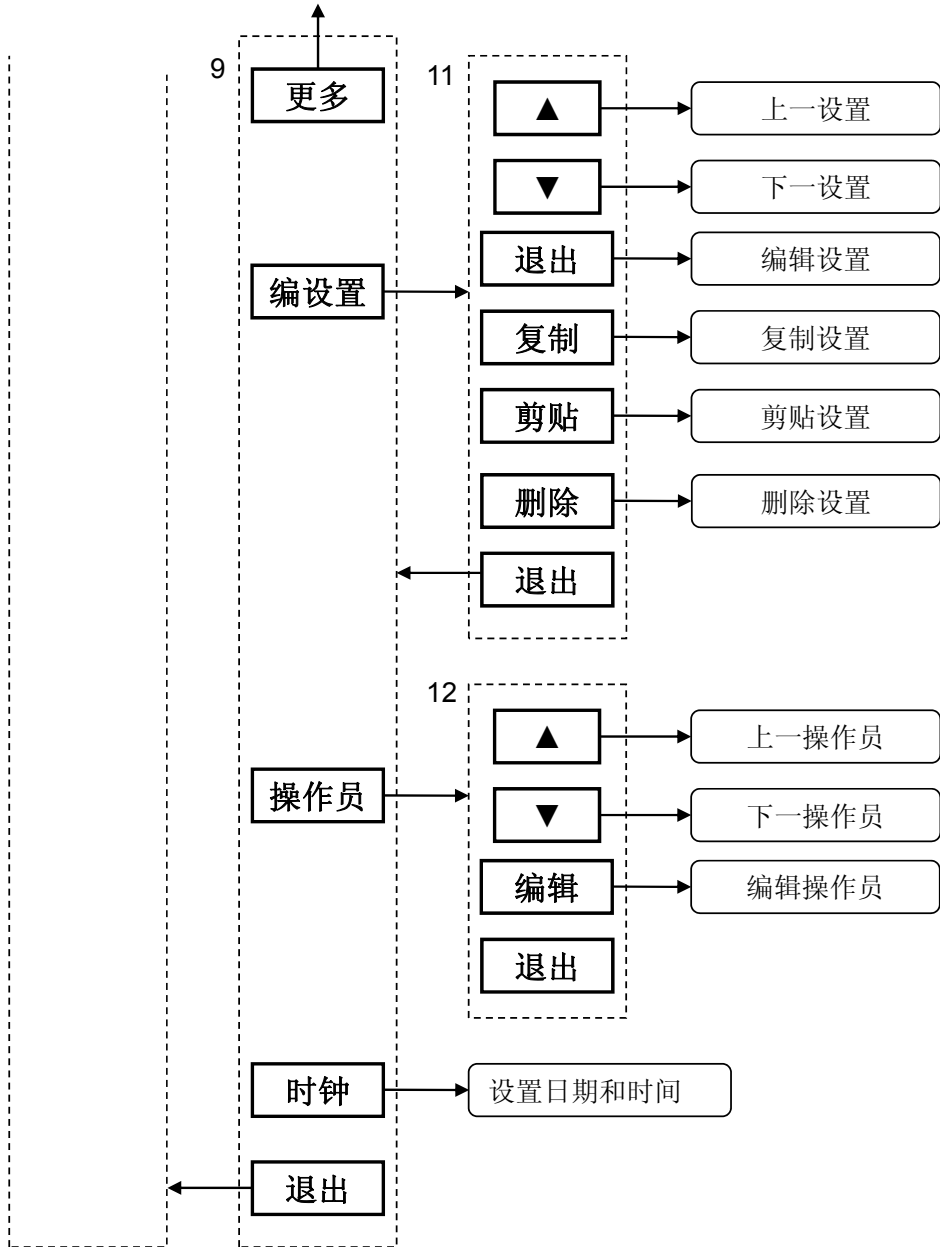 9
更多
11
▲
上一设置
▼
下一设置
退出
编辑设置
编设置
复制
复制设置
剪贴
剪贴设置
删除
删除设置
退出
12
▲
上一操作员
操作员
▼
下一操作员
编辑
编辑操作员
退出
时钟
设置日期和时间
退出